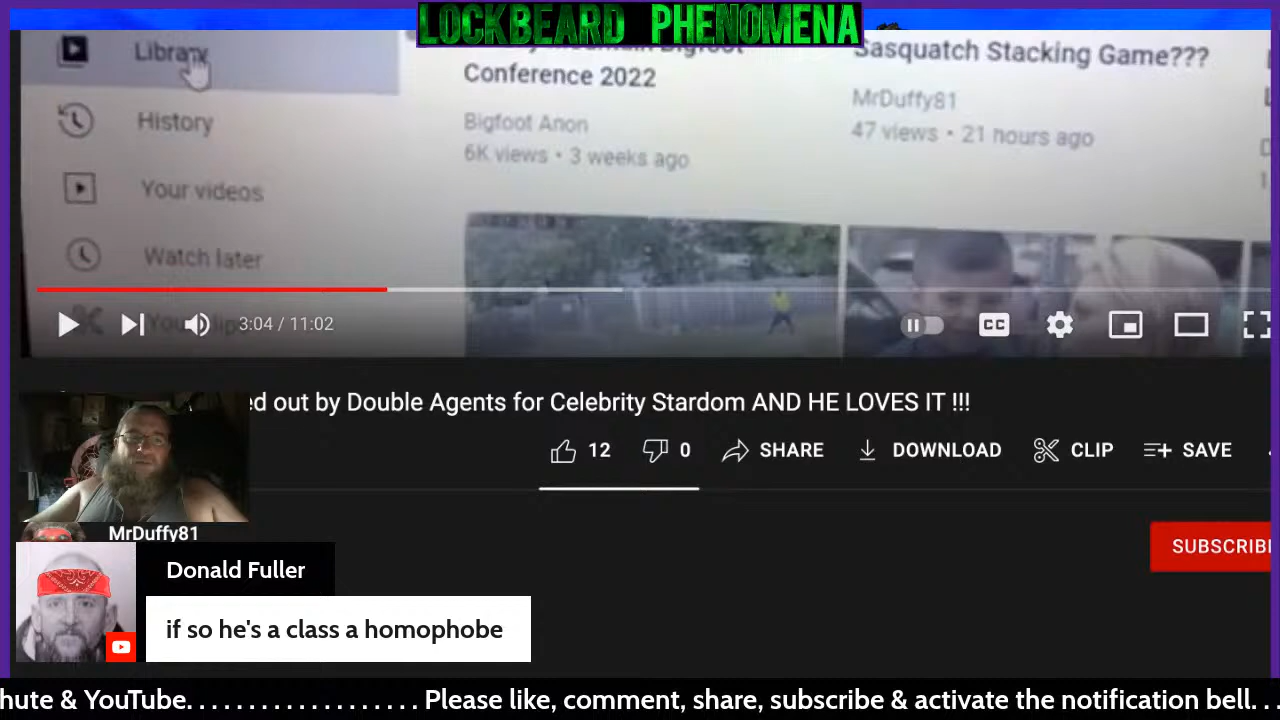 LOCKBEARD PHENOMENA
Library
Conference 2022
Bigfoot Anon
6K views • 3 weeks ago
Sasquatch Stacking Game???
MrDuffy81
47 views • 21 hours ago
History
Your videos
Watch later
3:04 / 11:02
CC
ed out by Double Agents for Celebrity Stardom AND HE LOVES IT !!!
12
0
SHARE
DOWNLOAD
CLIP
SAVE
MrDuffy81
SUBSCRIB
Donald Fuller
if so he's a class a homophobe
hute & YouTube. . . . . . . . . . . . . . . . . . Please like, comment, share, subscribe & activate the notification bell. . .